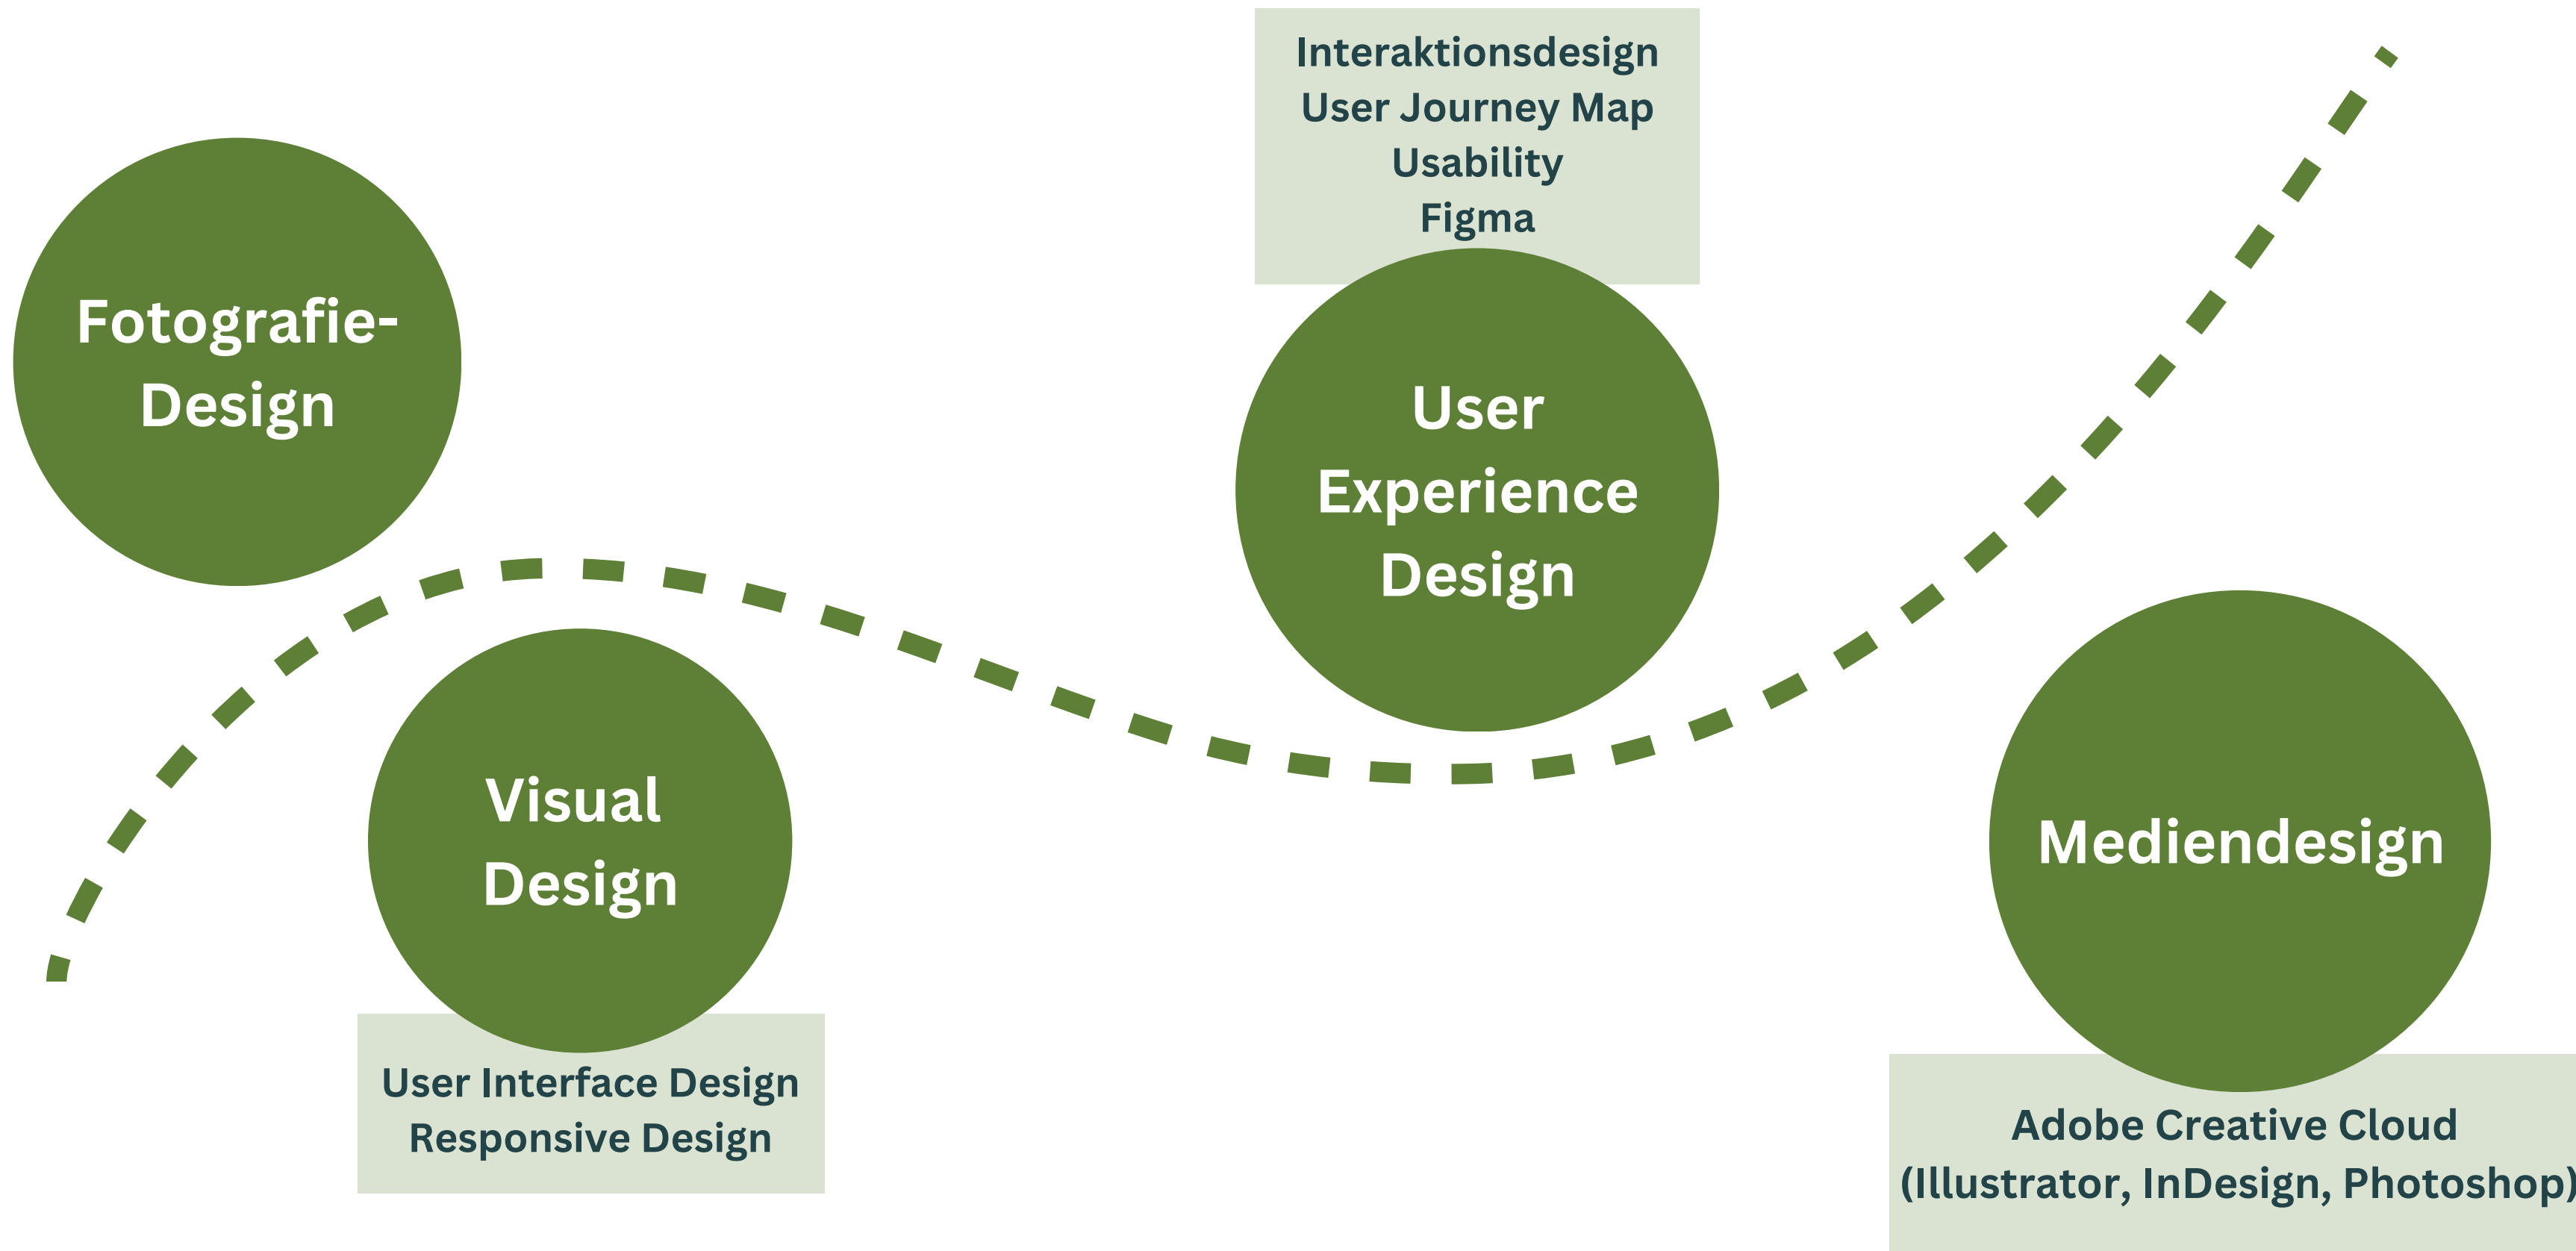 Fotografie-
Design
Visual
Design
User Interface Design
Responsive Design
Interaktionsdesign
User Journey Map
Usability
Figma
User
Experience
Design
Mediendesign
Adobe Creative Cloud
(Illustrator, InDesign, Photoshop)